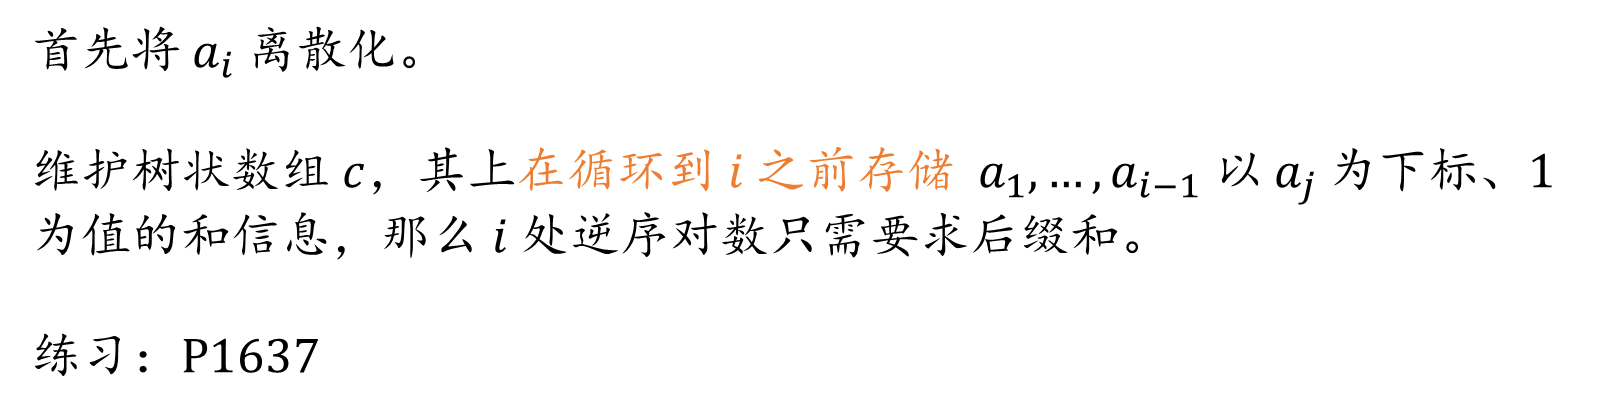 首先将 $a_i$ 离散化。
维护树状数组 $c$，其上在循环到 $i$ 之前存储 $a_1, \ldots, a_{i-1}$ 以 $a_j$ 为下标、1
为值的和信息，那么 $i$ 处逆序对数只需要求后缀和。
练习：P1637